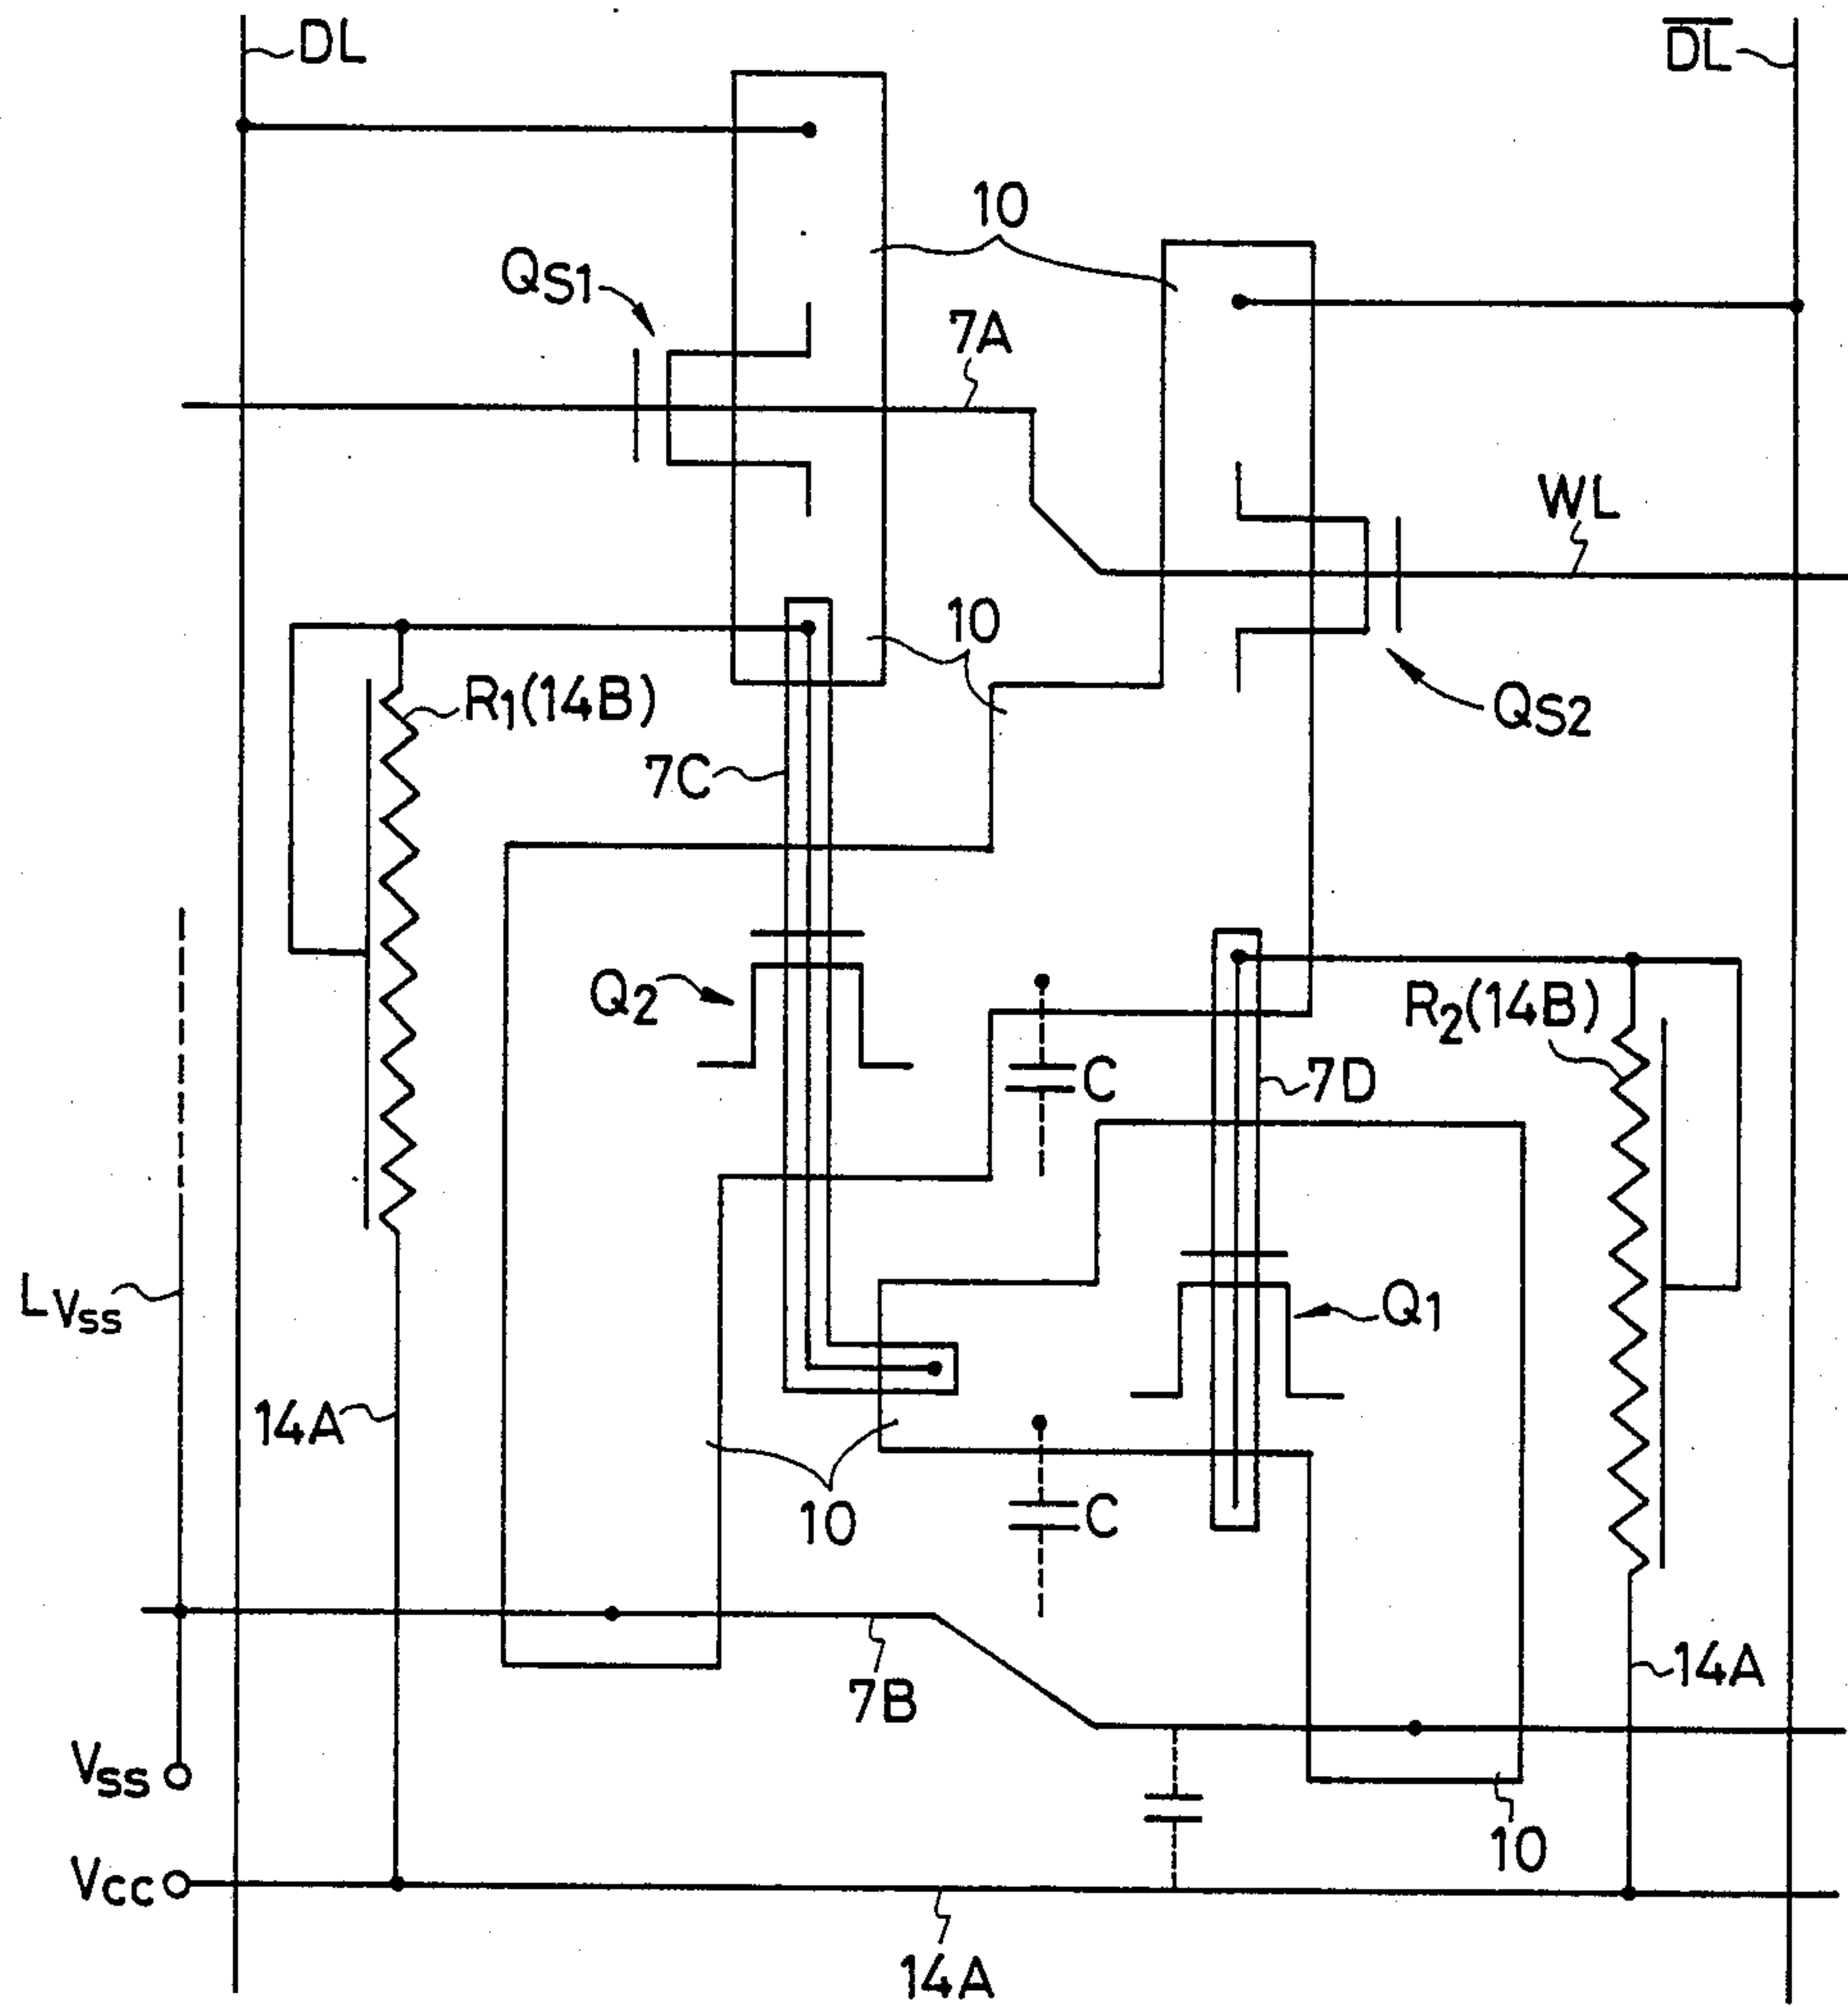 DL
D̅L̅
10
QS1
7A
WL
10
R1(14B)
QS2
7C
Q2
R2(14B)
C
7D
LVss
Q1
14A
10
C
14A
7B
Vss
10
Vcc
14A